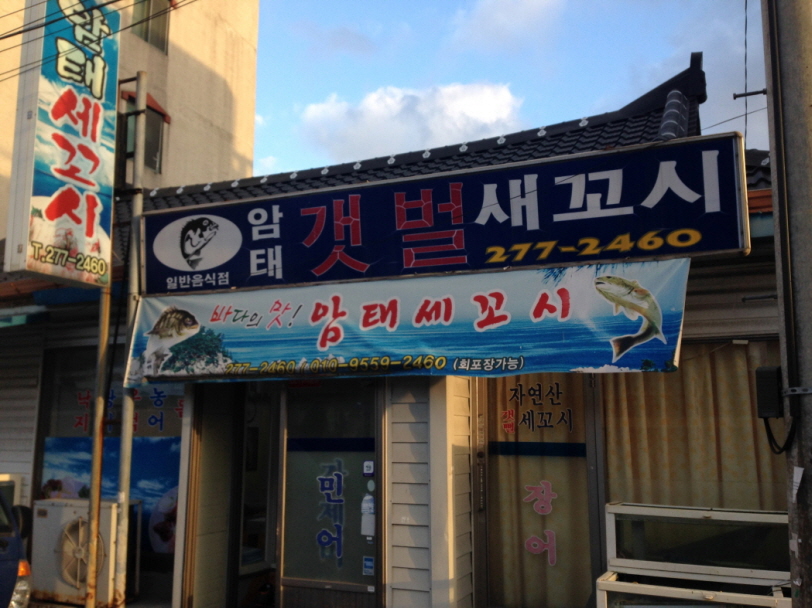 암태
세꼬시
T.277-2460
일반음식점
암태
갯벌새꼬시
277-2460
바다의 맛! 암태세꼬시
277-2460 / 010-9559-2460 (회포장가능)
자연산
세꼬시
민어
장어